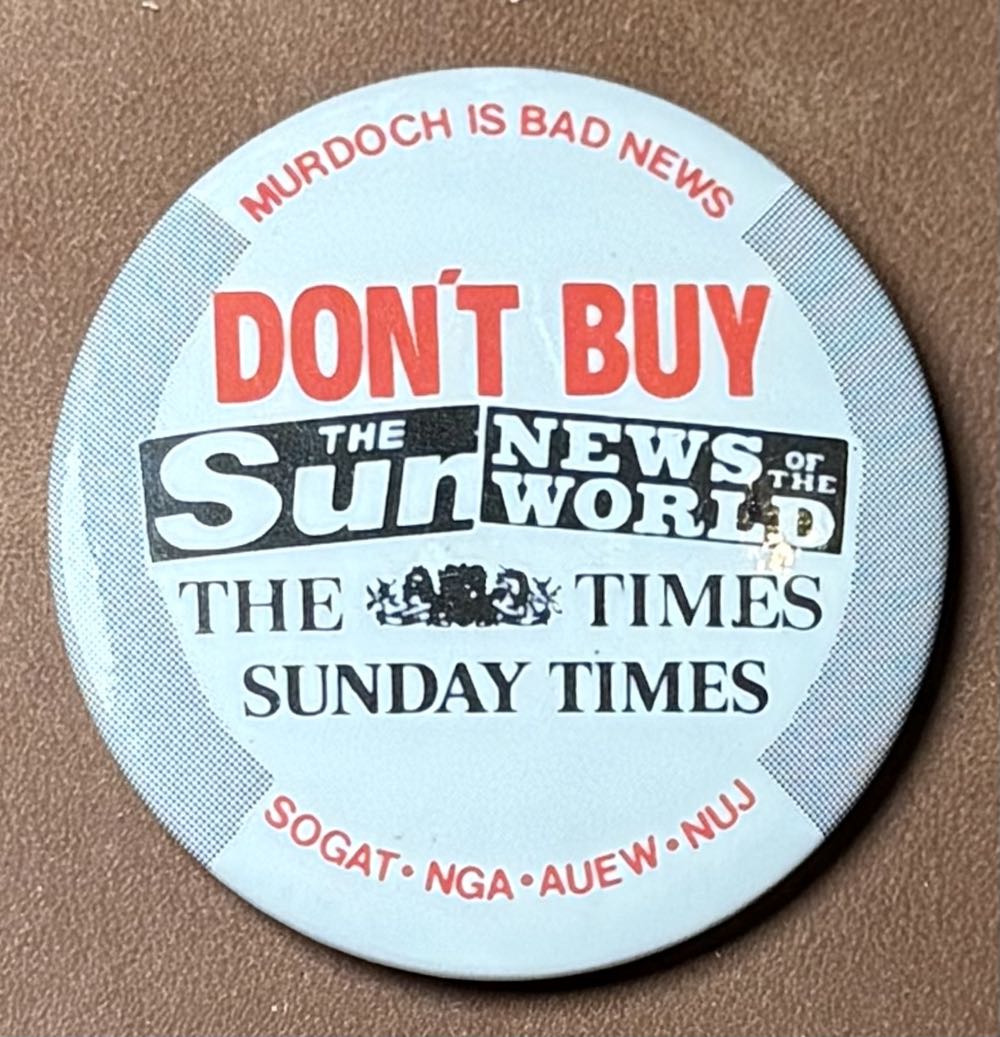 MURDOCH IS BAD NEWS
DON'T BUY
THE Sun NEWS OF THE WORLD
THE TIMES
SUNDAY TIMES
SOGAT • NGA • AUEW • NUJ